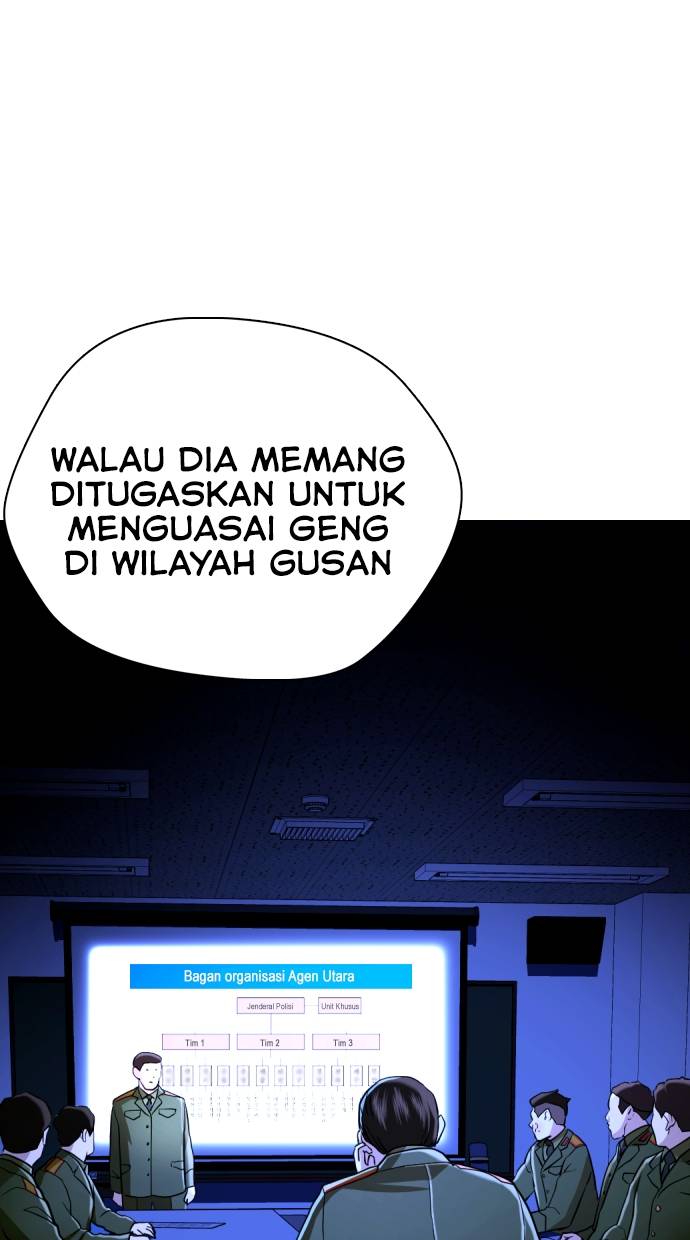 WALAU DIA MEMANG
DITUGASKAN UNTUK
MENGUASAI GENG
DI WILAYAH GUSAN
Bagan organisasi Agen Utara
Jenderal Polisi
Unit Khusus
Tim 1
Tim 2
Tim 3